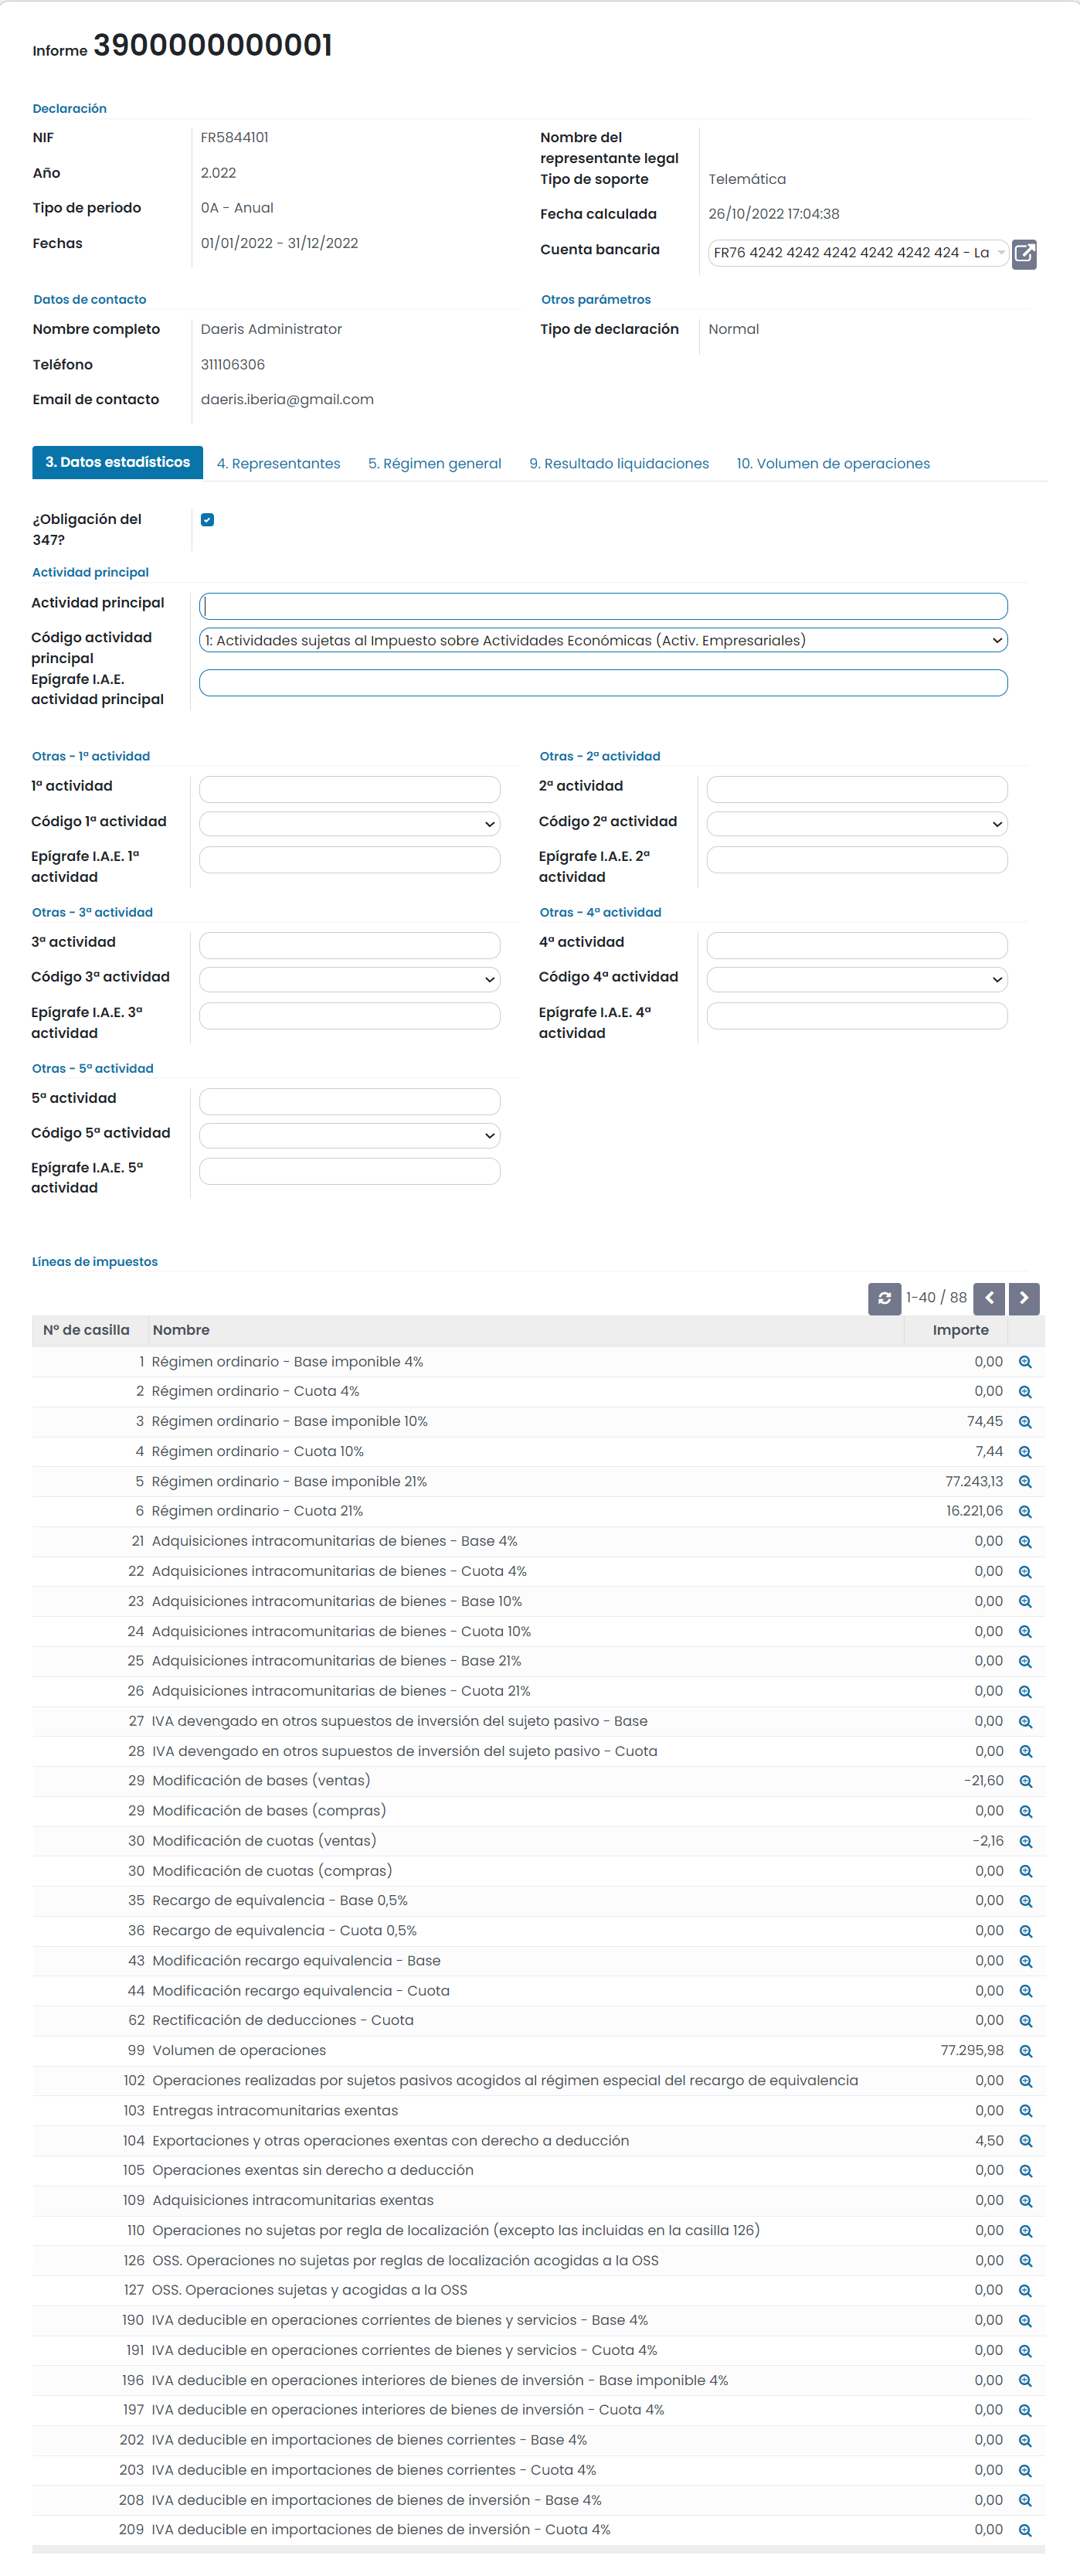 Informe 3900000000001
Declaración
NIF
FR5844101
Año
2.022
Tipo de periodo
0A - Anual
Fechas
01/01/2022 - 31/12/2022
Nombre del
representante legal
Tipo de soporte
Telemática
Fecha calculada
26/10/2022 17:04:38
Cuenta bancaria
FR76 4242 4242 4242 4242 4242 424 - La
Datos de contacto
Nombre completo
Daeris Administrator
Teléfono
311106306
Email de contacto
daeris.iberia@gmail.com
Otros parámetros
Tipo de declaración
Normal
3. Datos estadísticos 4. Representantes 5. Régimen general 9. Resultado liquidaciones 10. Volumen de operaciones
¿Obligación del
347?
Actividad principal
Actividad principal
Código actividad
principal
1: Actividades sujetas al Impuesto sobre Actividades Económicas (Activ. Empresariales)
Epígrafe I.A.E.
actividad principal
Otras - 1ª actividad
1ª actividad
Código 1ª actividad
Epígrafe I.A.E. 1ª
actividad
Otras - 2ª actividad
2ª actividad
Código 2ª actividad
Epígrafe I.A.E. 2ª
actividad
Otras - 3ª actividad
3ª actividad
Código 3ª actividad
Epígrafe I.A.E. 3ª
actividad
Otras - 4ª actividad
4ª actividad
Código 4ª actividad
Epígrafe I.A.E. 4ª
actividad
Otras - 5ª actividad
5ª actividad
Código 5ª actividad
Epígrafe I.A.E. 5ª
actividad
Líneas de impuestos
1-40 / 88
Nº de casilla Nombre Importe
1 Régimen ordinario - Base imponible 4% 0,00
2 Régimen ordinario - Cuota 4% 0,00
3 Régimen ordinario - Base imponible 10% 74,45
4 Régimen ordinario - Cuota 10% 7,44
5 Régimen ordinario - Base imponible 21% 77.243,13
6 Régimen ordinario - Cuota 21% 16.221,06
21 Adquisiciones intracomunitarias de bienes - Base 4% 0,00
22 Adquisiciones intracomunitarias de bienes - Cuota 4% 0,00
23 Adquisiciones intracomunitarias de bienes - Base 10% 0,00
24 Adquisiciones intracomunitarias de bienes - Cuota 10% 0,00
25 Adquisiciones intracomunitarias de bienes - Base 21% 0,00
26 Adquisiciones intracomunitarias de bienes - Cuota 21% 0,00
27 IVA devengado en otros supuestos de inversión del sujeto pasivo - Base 0,00
28 IVA devengado en otros supuestos de inversión del sujeto pasivo - Cuota 0,00
29 Modificación de bases (ventas) -21,60
29 Modificación de bases (compras) 0,00
30 Modificación de cuotas (ventas) -2,16
30 Modificación de cuotas (compras) 0,00
35 Recargo de equivalencia - Base 0,5% 0,00
36 Recargo de equivalencia - Cuota 0,5% 0,00
43 Modificación recargo equivalencia - Base 0,00
44 Modificación recargo equivalencia - Cuota 0,00
62 Rectificación de deducciones - Cuota 0,00
99 Volumen de operaciones 77.295,98
102 Operaciones realizadas por sujetos pasivos acogidos al régimen especial del recargo de equivalencia 0,00
103 Entregas intracomunitarias exentas 0,00
104 Exportaciones y otras operaciones exentas con derecho a deducción 4,50
105 Operaciones exentas sin derecho a deducción 0,00
109 Adquisiciones intracomunitarias exentas 0,00
110 Operaciones no sujetas por regla de localización (excepto las incluidas en la casilla 126) 0,00
126 OSS. Operaciones no sujetas por reglas de localización acogidas a la OSS 0,00
127 OSS. Operaciones sujetas y acogidas a la OSS 0,00
190 IVA deducible en operaciones corrientes de bienes y servicios - Base 4% 0,00
191 IVA deducible en operaciones corrientes de bienes y servicios - Cuota 4% 0,00
196 IVA deducible en operaciones interiores de bienes de inversión - Base imponible 4% 0,00
197 IVA deducible en operaciones interiores de bienes de inversión - Cuota 4% 0,00
202 IVA deducible en importaciones de bienes corrientes - Base 4% 0,00
203 IVA deducible en importaciones de bienes corrientes - Cuota 4% 0,00
208 IVA deducible en importaciones de bienes de inversión - Base 4% 0,00
209 IVA deducible en importaciones de bienes de inversión - Cuota 4% 0,00